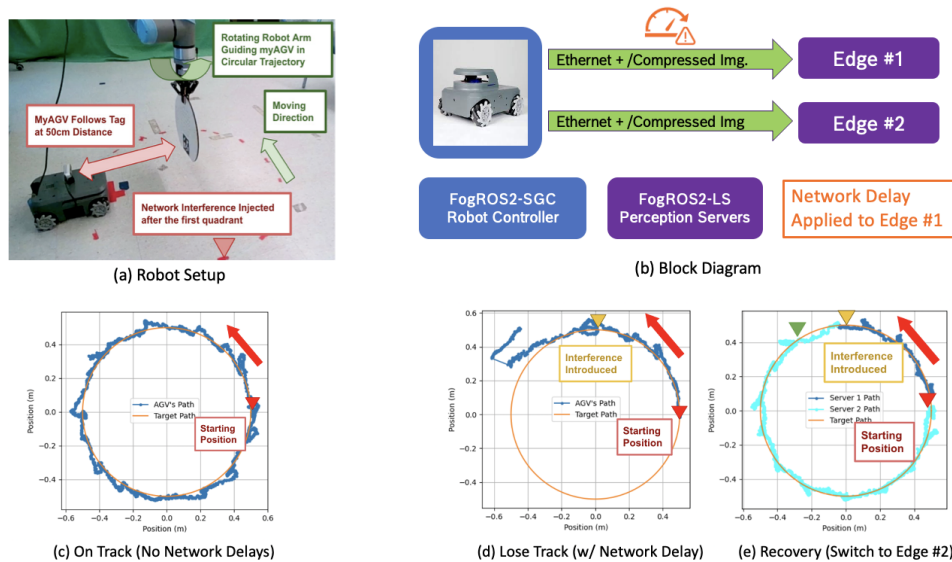 Rotating Robot Arm
Guiding myAGV in
Circular Trajectory
MyAGV Follows Tag
at 50cm Distance
Moving
Direction
Network Interference Injected
after the first quadrant
(a) Robot Setup
Ethernet + /Compressed Img.
Edge #1
Ethernet + /Compressed Img
Edge #2
FogROS2-SGC
Robot Controller
FogROS2-LS
Perception Servers
Network Delay
Applied to Edge #1
(b) Block Diagram
Position (m)
0.4
0.2
0.0
−0.2
−0.4
AGV's Path
Target Path
Starting
Position
−0.6 −0.4 −0.2 0.0 0.2 0.4 0.6
Position (m)
(c) On Track (No Network Delays)
Position (m)
0.6
0.4
0.2
0.0
−0.2
−0.4
Interference
Introduced
AGV's Path
Target Path
Starting
Position
−0.6 −0.4 −0.2 0.0 0.2 0.4
Position (m)
(d) Lose Track (w/ Network Delay)
Position (m)
0.4
0.2
0.0
−0.2
−0.4
Interference
Introduced
Server 1 Path
Server 2 Path
Target Path
Starting
Position
−0.6 −0.4 −0.2 0.0 0.2 0.4
Position (m)
(e) Recovery (Switch to Edge #2)